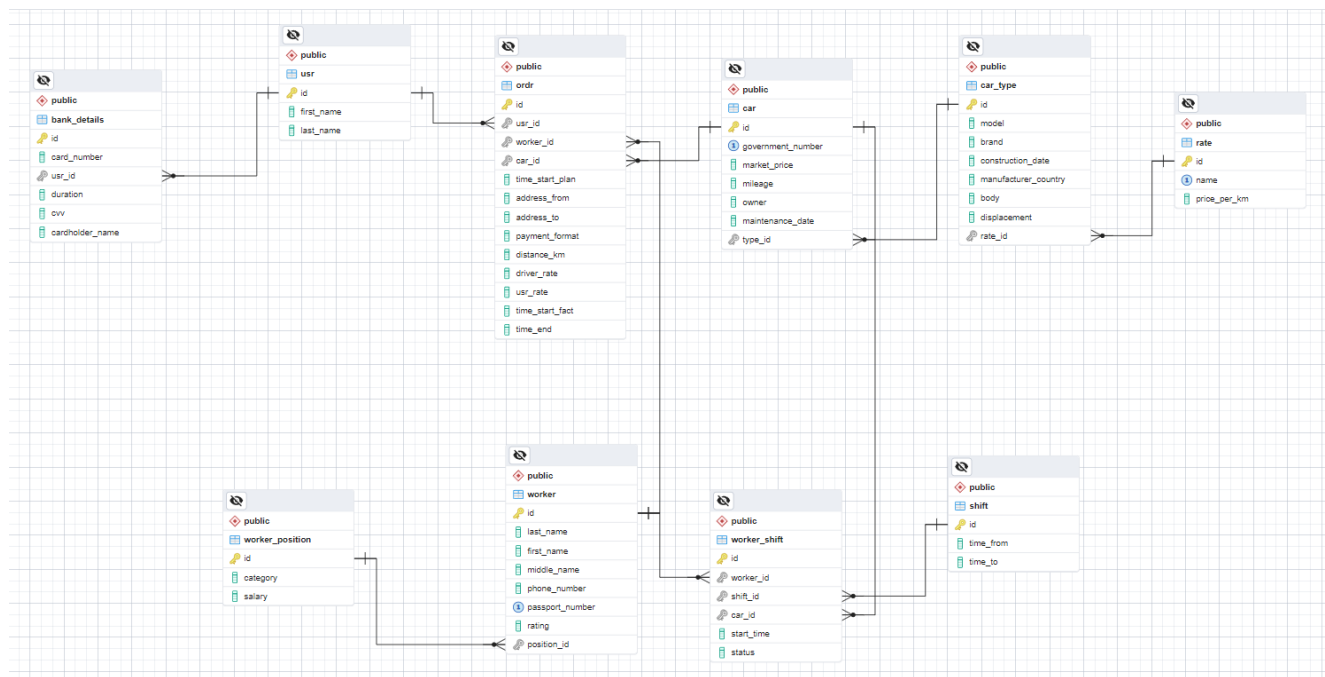 public
bank_details
id
card_number
usr_id
duration
cvv
cardholder_name
public
usr
id
first_name
last_name
public
ordr
id
usr_id
worker_id
car_id
time_start_plan
address_from
address_to
payment_format
distance_km
driver_rate
usr_rate
time_start_fact
time_end
public
car
id
1 government_number
market_price
mileage
owner
maintenance_date
type_id
public
car_type
id
model
brand
construction_date
manufacturer_country
body
displacement
rate_id
public
rate
id
1 name
price_per_km
public
worker_position
id
category
salary
public
worker
id
last_name
first_name
middle_name
phone_number
1 passport_number
rating
position_id
public
worker_shift
id
worker_id
shift_id
car_id
start_time
status
public
shift
id
time_from
time_to